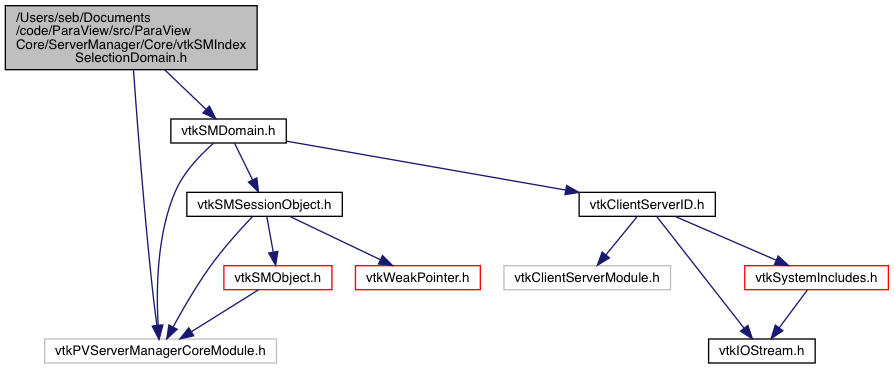 /Users/seb/Documents
/code/ParaView/src/ParaView
Core/ServerManager/Core/vtkSMIndex
SelectionDomain.h
vtkSMDomain.h
vtkSMSessionObject.h
vtkClientServerID.h
vtkSMObject.h
vtkWeakPointer.h
vtkClientServerModule.h
vtkSystemIncludes.h
vtkPVServerManagerCoreModule.h
vtkIOStream.h